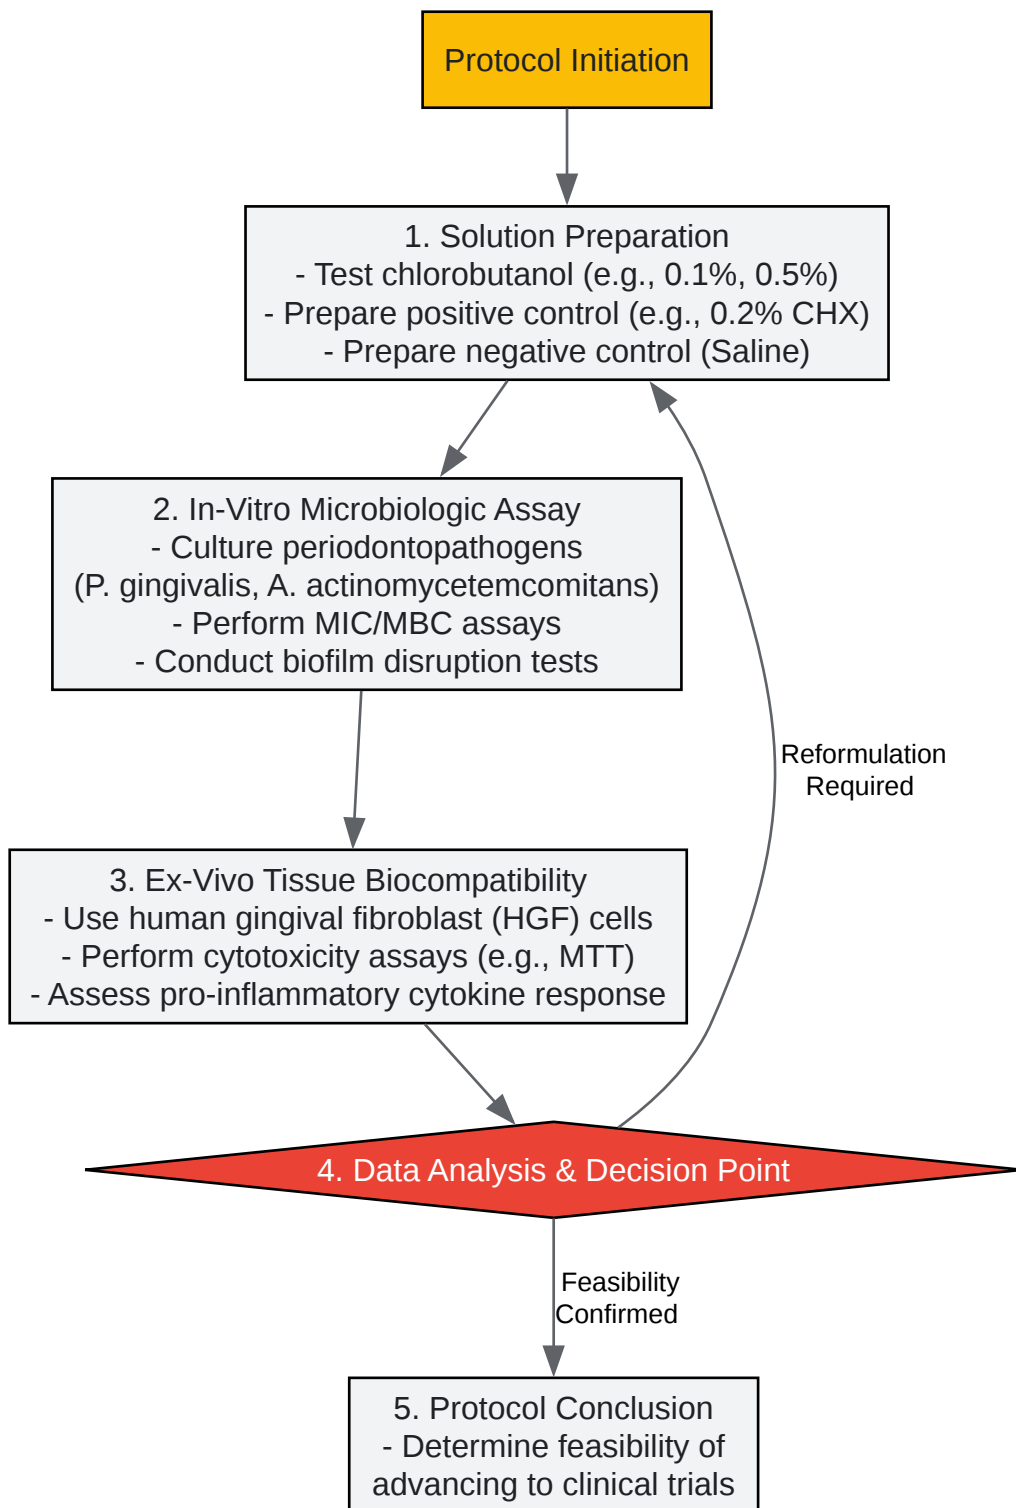 Protocol Initiation
1. Solution Preparation
- Test chlorobutanol (e.g., 0.1%, 0.5%)
- Prepare positive control (e.g., 0.2% CHX)
- Prepare negative control (Saline)
2. In-Vitro Microbiologic Assay
- Culture periodontopathogens
(P. gingivalis, A. actinomycetemcomitans)
- Perform MIC/MBC assays
- Conduct biofilm disruption tests
Reformulation
Required
3. Ex-Vivo Tissue Biocompatibility
- Use human gingival fibroblast (HGF) cells
- Perform cytotoxicity assays (e.g., MTT)
- Assess pro-inflammatory cytokine response
4. Data Analysis & Decision Point
Feasibility
Confirmed
5. Protocol Conclusion
- Determine feasibility of
advancing to clinical trials